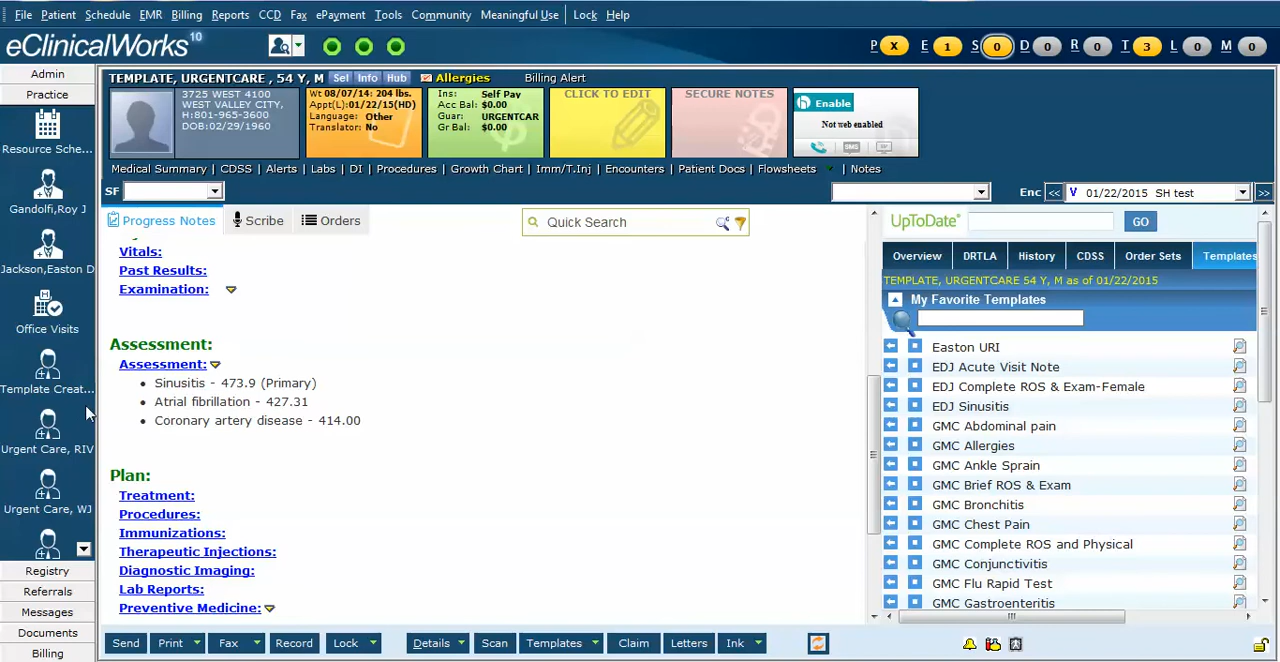 File Patient Schedule EMR Billing Reports CCD Fax ePayment Tools Community Meaningful Use Lock Help
eClinicalWorks 10
P X E 1 S 0 D 0 R 0 T 3 L 0 M 0
Admin
Practice
Resource Sche...
Gandolfi,Roy J
Jackson,Easton D
Office Visits
Template Creat...
Urgent Care, RIV
Urgent Care, WJ
Registry
Referrals
Messages
Documents
Billing
TEMPLATE, URGENTCARE , 54 Y, M Sel Info Hub Allergies Billing Alert
3725 WEST 4100
WEST VALLEY CITY,
H:801-965-3600
DOB:02/29/1960
Wt 08/07/14: 204 lbs.
Appt(L):01/22/15(HD)
Language: Other
Translator: No
Ins: Self Pay
Acc Bal: $0.00
Guar: URGENTCAR
Gr Bal: $0.00
CLICK TO EDIT
SECURE NOTES
h Enable
Not web enabled
SMS
Medical Summary | CDSS | Alerts | Labs | DI | Procedures | Growth Chart | Imm/T.Inj | Encounters | Patient Docs | Flowsheets | Notes
SF
Enc << V 01/22/2015 SH test >>
Progress Notes Scribe Orders
Quick Search
Vitals:
Past Results:
Examination:
Assessment:
Assessment:
• Sinusitis - 473.9 (Primary)
• Atrial fibrillation - 427.31
• Coronary artery disease - 414.00
Plan:
Treatment:
Procedures:
Immunizations:
Therapeutic Injections:
Diagnostic Imaging:
Lab Reports:
Preventive Medicine:
UpToDate® GO
Overview DRTLA History CDSS Order Sets Templates
TEMPLATE, URGENTCARE 54 Y, M as of 01/22/2015
My Favorite Templates
Easton URI
EDJ Acute Visit Note
EDJ Complete ROS & Exam-Female
EDJ Sinusitis
GMC Abdominal pain
GMC Allergies
GMC Ankle Sprain
GMC Brief ROS & Exam
GMC Bronchitis
GMC Chest Pain
GMC Complete ROS and Physical
GMC Conjunctivitis
GMC Flu Rapid Test
GMC Gastroenteritis
Send Print Fax Record Lock Details Scan Templates Claim Letters Ink